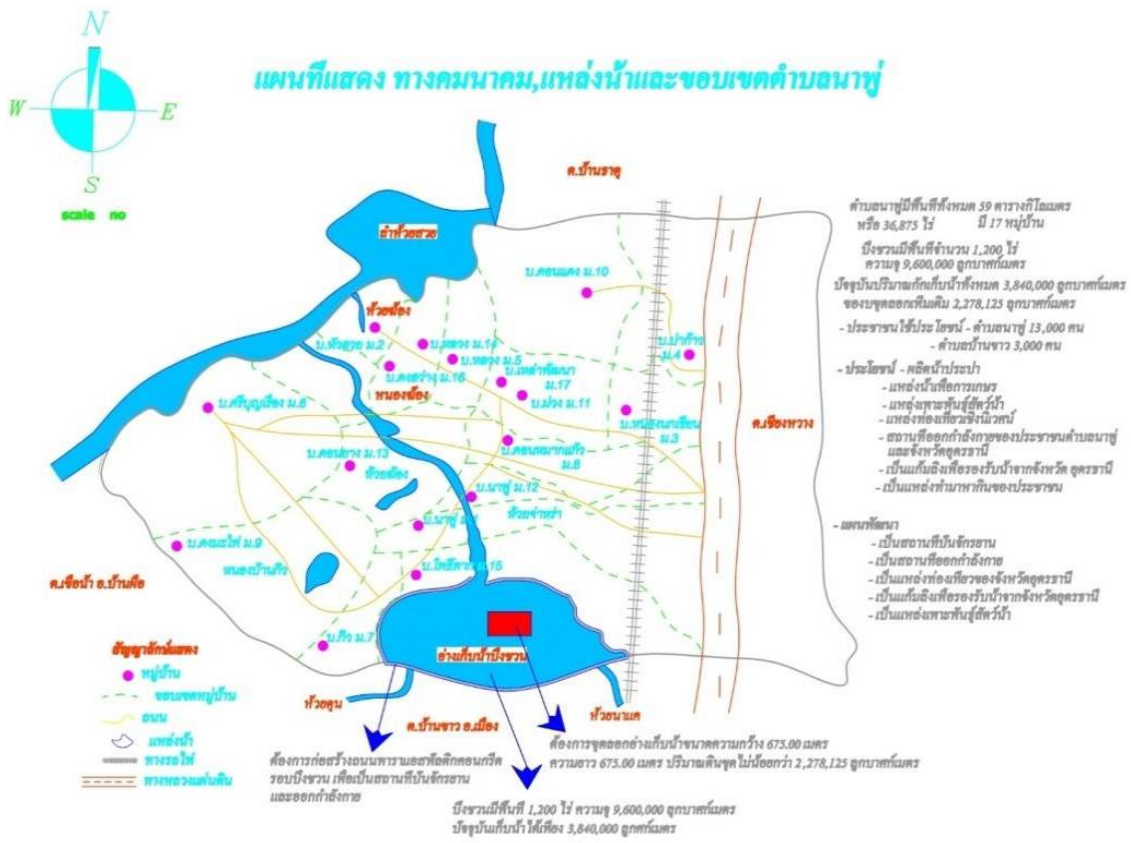 N
แผนที่แสดง ทางคมนาคม,แหล่งน้ำและขอบเขตตำบลนาพู่
W
E
S
scale no
ต.บ้านธาตุ
ตำบลนาพู่มีพื้นที่ทั้งหมด 59 ตารางกิโลเมตร
หรือ 36,875 ไร่ มี 17 หมู่บ้าน
บึงชวนมีพื้นที่จำนวน 1,200 ไร่
ความจุ 9,600,000 ลูกบาศก์เมตร
ปัจจุบันปริมาณกักเก็บน้ำทั้งหมด 3,840,000 ลูกบาศก์เมตร
ของบขุดลอกเพิ่มเติม 2,278,125 ลูกบาศก์เมตร
- ประชาชนใช้ประโยชน์ - ตำบลนาพู่ 13,000 คน
- ตำบลบ้านขาว 3,000 คน
- ประโยชน์ - ผลิตน้ำประปา
- แหล่งน้ำเพื่อการเกษร
- แหล่งเพาะพันธุ์สัตว์น้ำ
- แหล่งท่องเที่ยวเชิงนิเวศน์
- สถานที่ออกกำลังกายของประชาชนตำบลนาพู่
และจังหวัดอุดรธานี
- เป็นแก้มลิงเพื่อรองรับน้ำจากจังหวัด อุดรธานี
- เป็นแหล่งทำมาหากินของประชาชน
- แผนพัฒนา
- เป็นสถานที่ปั่นจักรยาน
- เป็นสถานที่ออกกำลังกาย
- เป็นแหล่งท่องเที่ยวของจังหวัดอุดรธานี
- เป็นแก้มลิงเพื่อรองรับน้ำจากจังหวัดอุดรธานี
- เป็นแหล่งเพาะพันธุ์สัตว์น้ำ
ลำห้วยสวย
บ.ดอนแดง ม.10
ห้วยฆ้อง
บ.หัวสวย ม.2
บ.หลวง ม.14
บ.หลวง ม.5
บ.ป่าก้าว
ม.4
บ.ดงสว่าง ม.16
บ.เหล่าพัฒนา
ม.17
หนองฆ้อง
บ.ม่วง ม.11
บ.ศรีบุญเรือง ม.6
บ.หนองนกเขียน
ม.3
ต.เชียงหวาง
บ.ดอนหมากแก้ว
ม.8
บ.ดอนยาง ม.13
ห้วยฆ้อง
บ.นาพู่ ม.12
ห้วยจำหร่า
บ.นาพู่ ม.1
บ.ดงมะไฟ ม.9
หนองบ้านกิ่ว
บ.โพธิ์ตาก ม.15
ต.เขือน้ำ อ.บ้านผือ
บ.กิ่ว ม.7
อ่างเก็บน้ำบึงชวน
สัญญาลักษ์แสดง
หมู่บ้าน
ขอบเขตหมู่บ้าน
ถนน
แหล่งน้ำ
ทางรถไฟ
ทางหลวงแผ่นดิน
ต.บ้านขาว อ.เมือง
ต้องการก่อสร้างถนนพาราแอสฟัลติกคอนกรีต
รอบบึงชวน เพื่อเป็นสถานที่ปั่นจักรยาน
และออกกำลังกาย
ต้องการขุดลอกอ่างเก็บน้ำขนาดความกว้าง 675.00 เมตร
ความยาว 675.00 เมตร ปริมาณดินขุดไม่น้อยกว่า 2,278,125 ลูกบาศก์เมตร
บึงชวนมีพื้นที่ 1,200 ไร่ ความจุ 9,600,000 ลูกบาศก์เมตร
ปัจจุบันเก็บน้ำได้เพียง 3,840,000 ลูกศก์เมตร